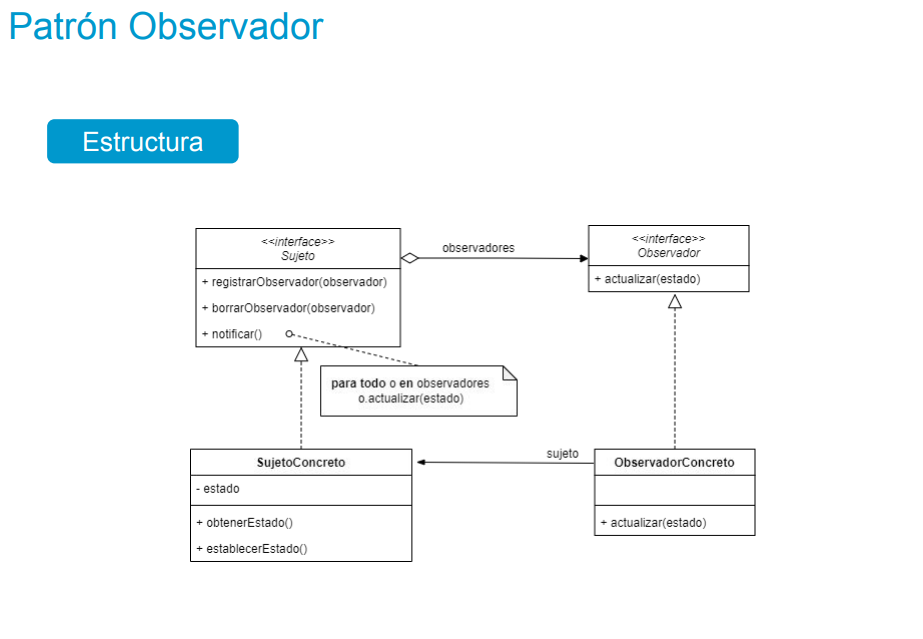 Patrón Observador
Estructura
<<interface>>
Sujeto
+ registrarObservador(observador)
+ borrarObservador(observador)
+ notificar()
observadores
<<interface>>
Observador
+ actualizar(estado)
para todo o en observadores
o.actualizar(estado)
SujetoConcreto
- estado
+ obtenerEstado()
+ establecerEstado()
sujeto
ObservadorConcreto
+ actualizar(estado)